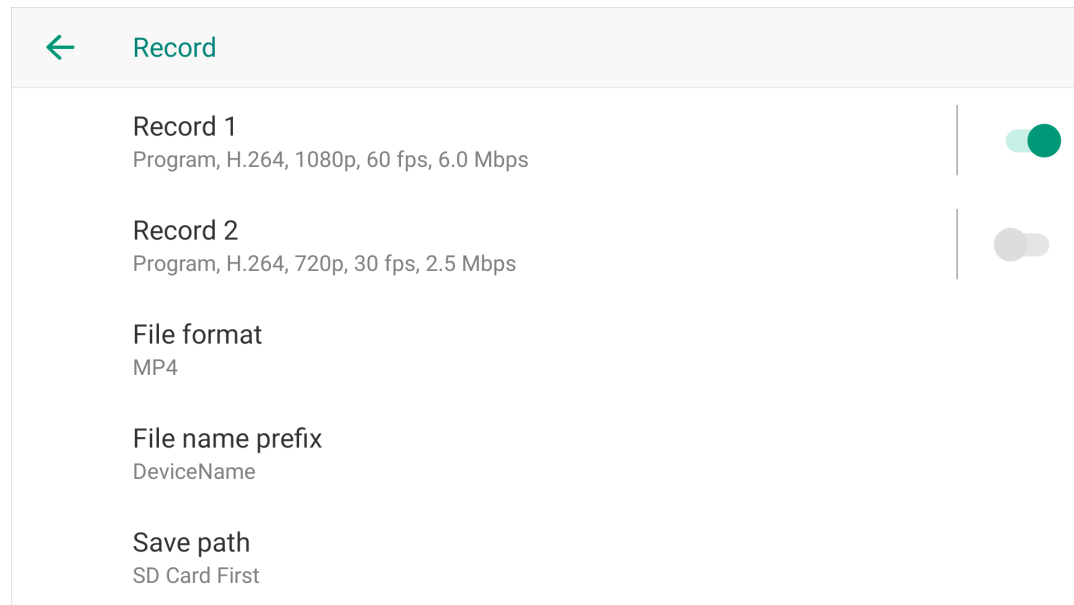 Record
Record 1
Program, H.264, 1080p, 60 fps, 6.0 Mbps
Record 2
Program, H.264, 720p, 30 fps, 2.5 Mbps
File format
MP4
File name prefix
DeviceName
Save path
SD Card First